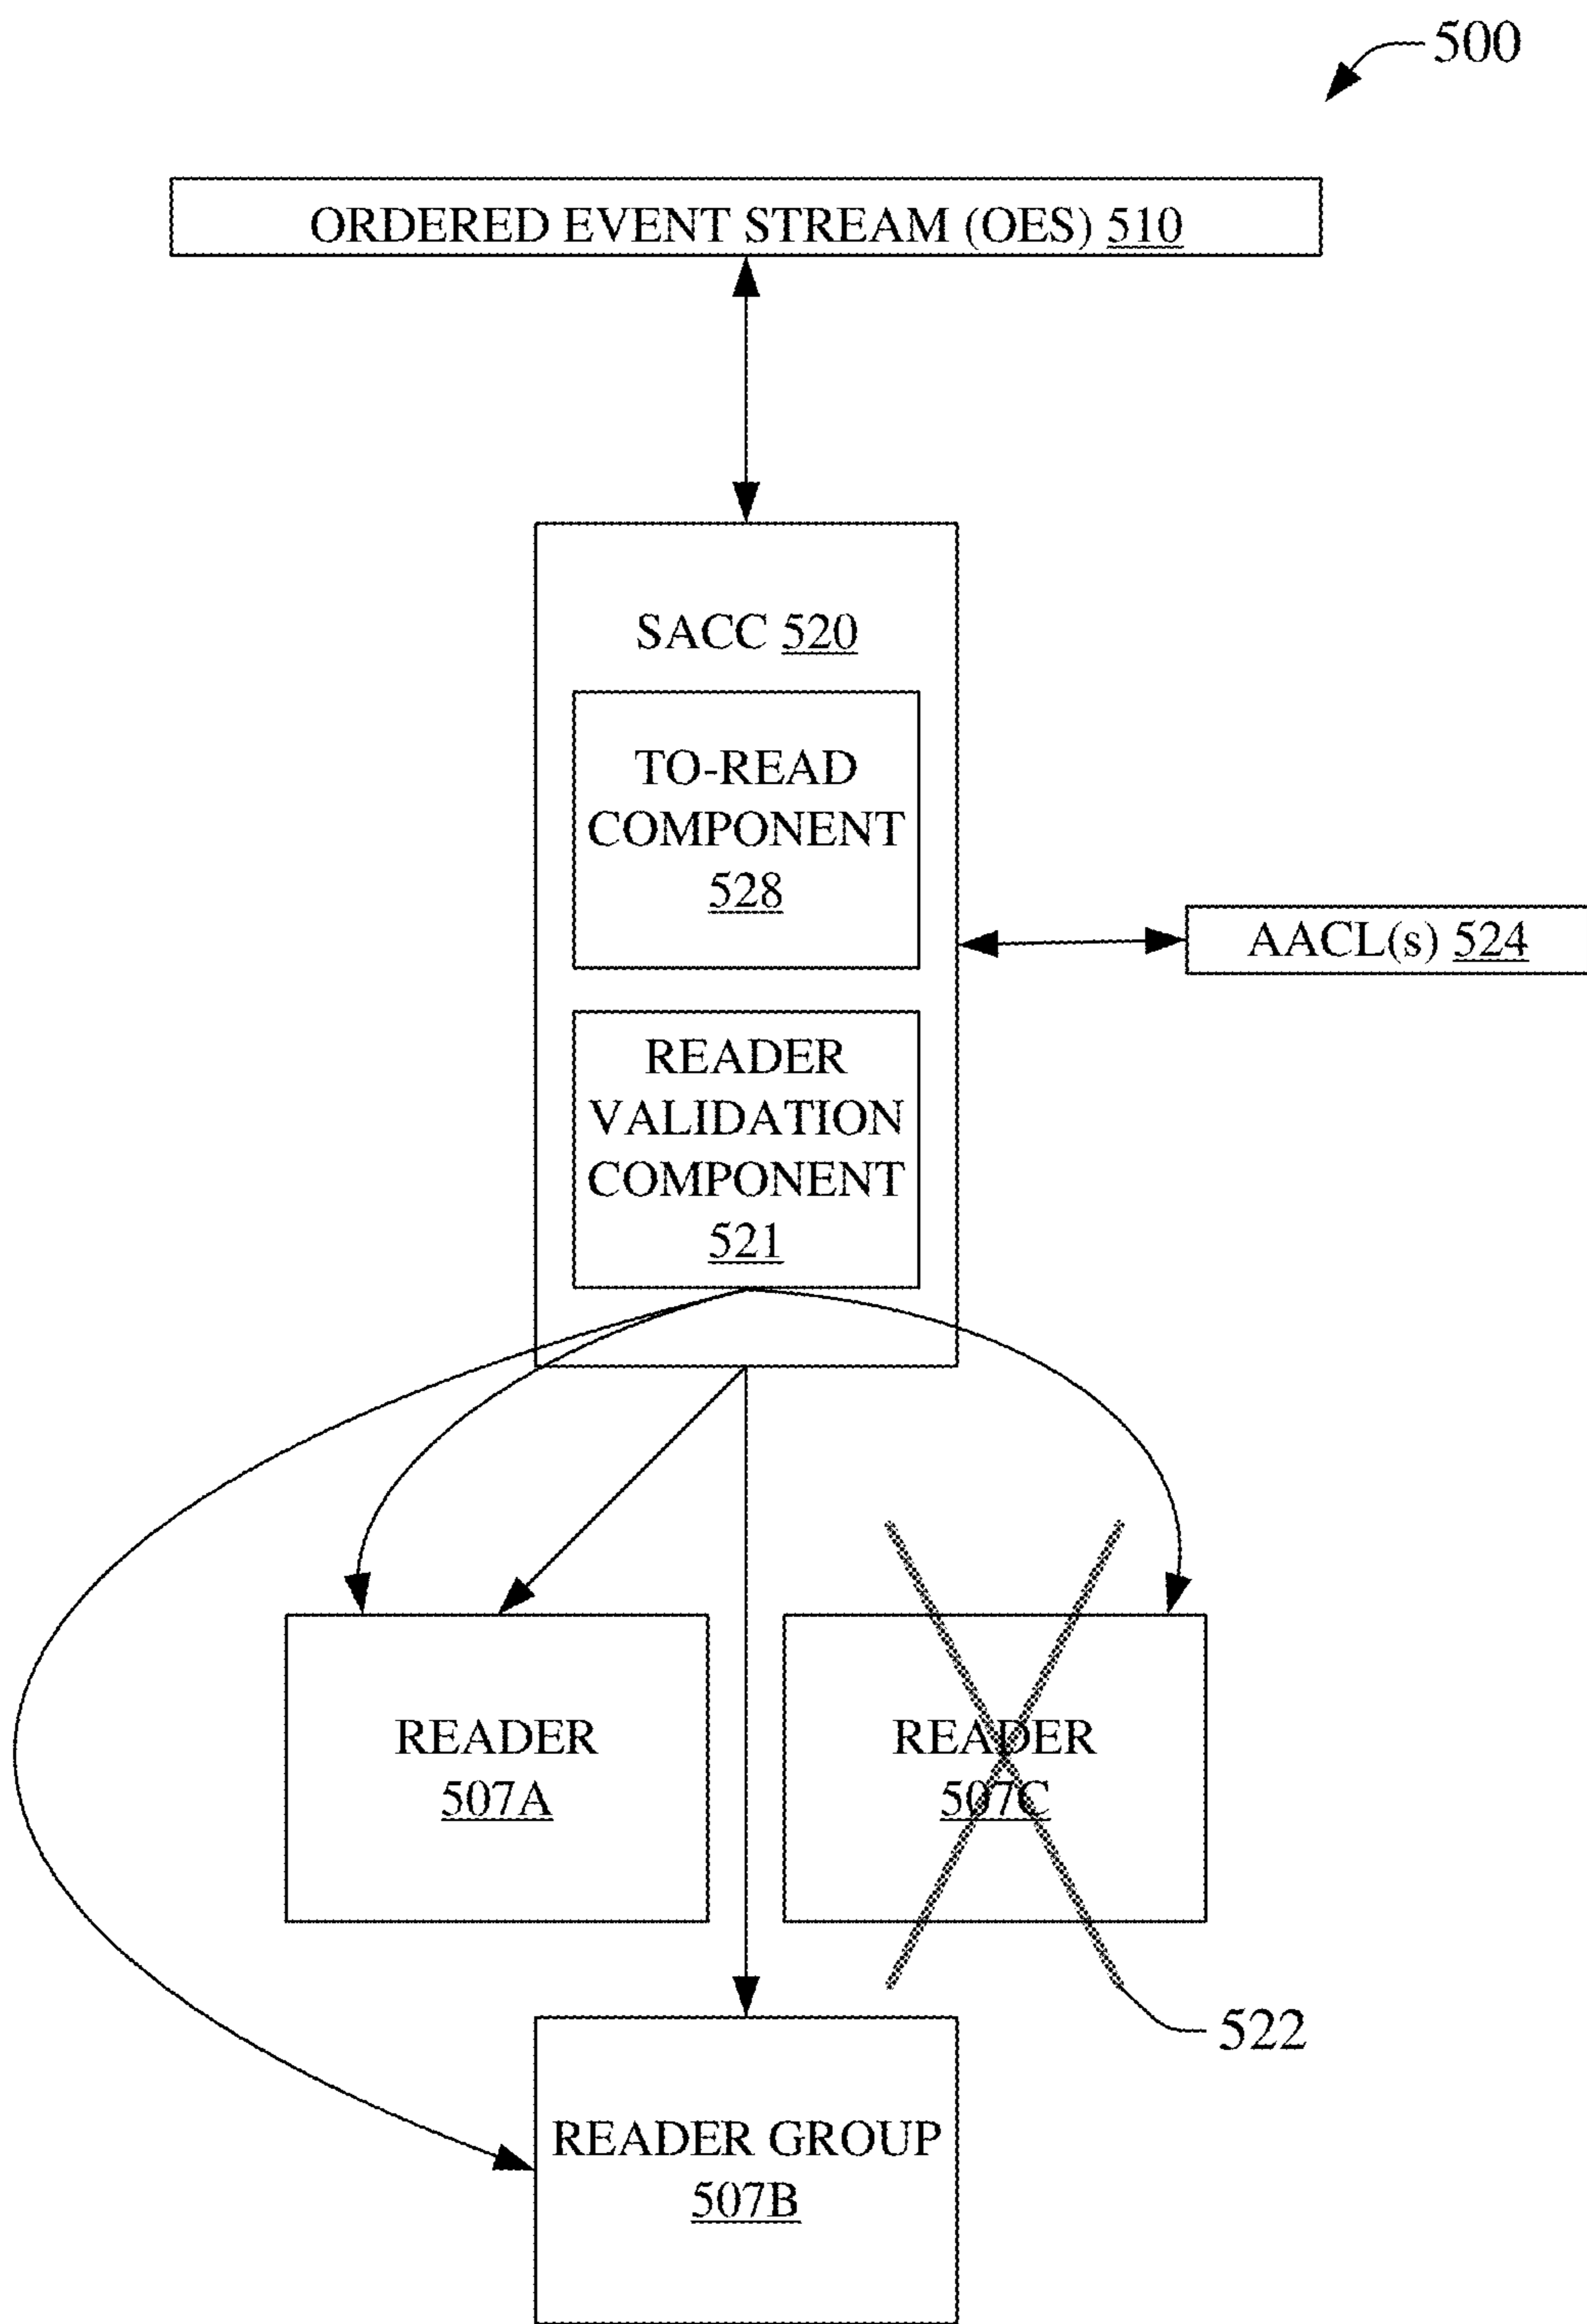 500
ORDERED EVENT STREAM (OES) 510
SACC 520
TO-READ
COMPONENT
528
AACL(s) 524
READER
VALIDATION
COMPONENT
521
READER
507A
READER
507C
522
READER GROUP
507B